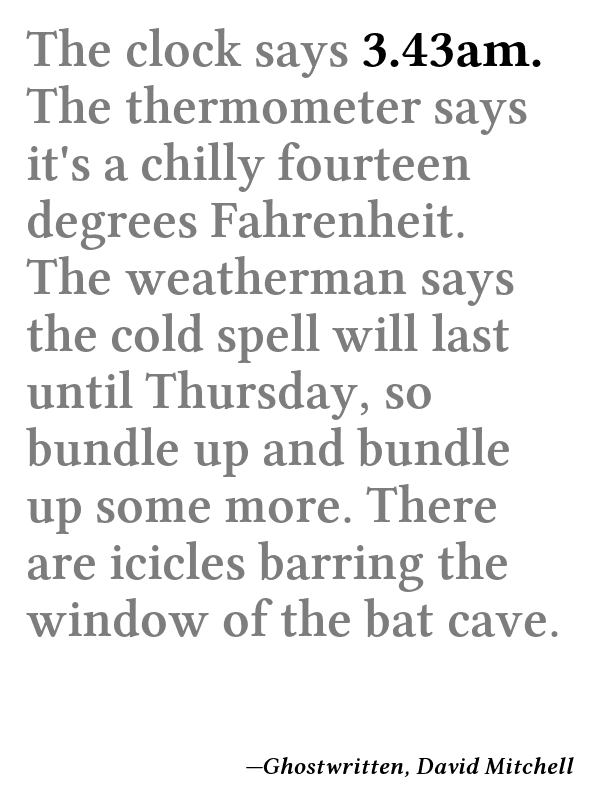 The clock says 3.43am.
The thermometer says
it's a chilly fourteen
degrees Fahrenheit.
The weatherman says
the cold spell will last
until Thursday, so
bundle up and bundle
up some more. There
are icicles barring the
window of the bat cave.
—Ghostwritten, David Mitchell